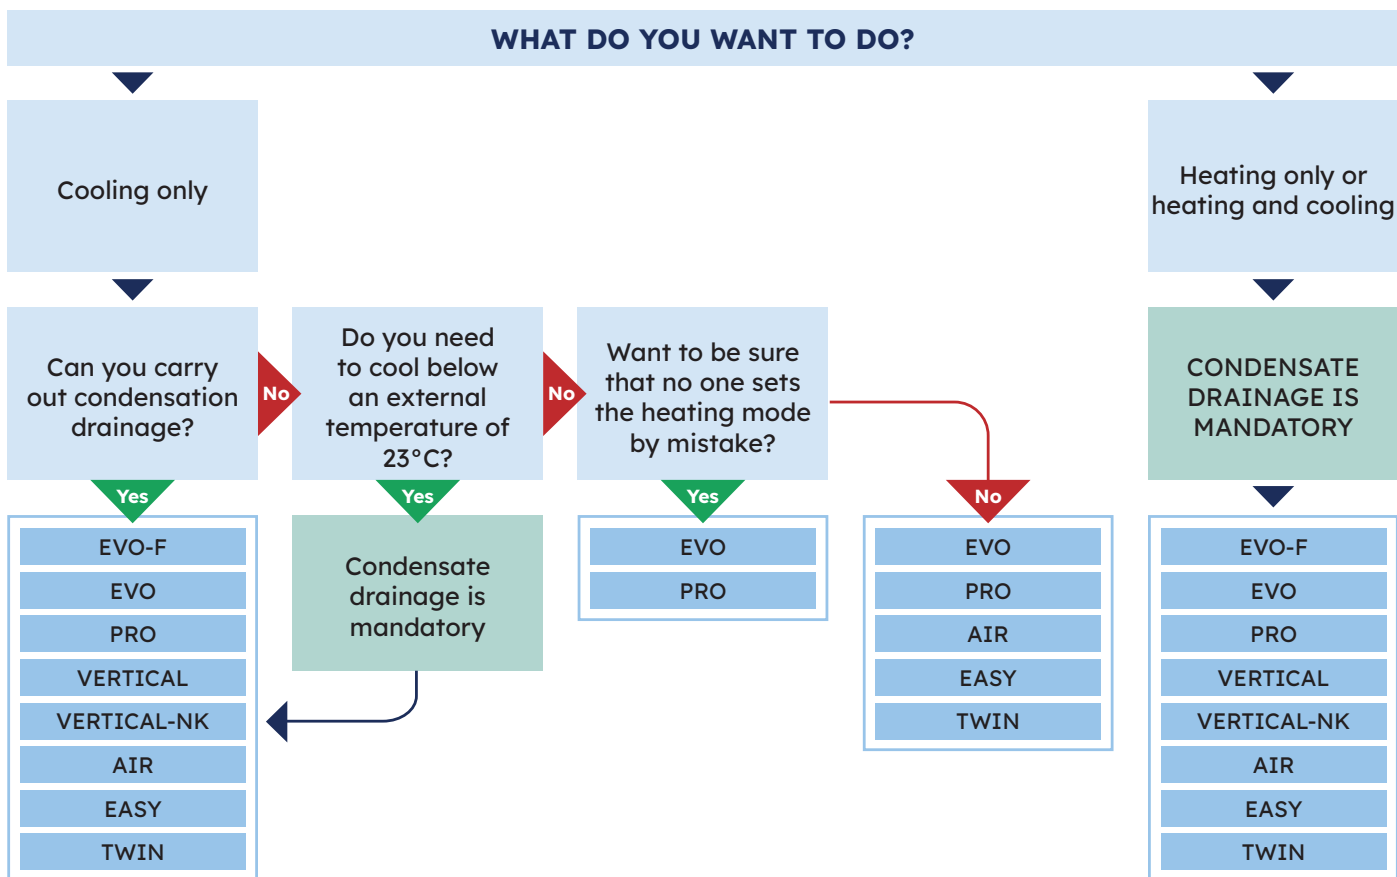 WHAT DO YOU WANT TO DO?
Cooling only
Heating only or
heating and cooling
Can you carry
out condensation
drainage?
No
Yes
Do you need
to cool below
an external
temperature of
23°C?
No
Yes
Want to be sure
that no one sets
the heating mode
by mistake?
Yes
No
CONDENSATE
DRAINAGE IS
MANDATORY
EVO-F
EVO
PRO
VERTICAL
VERTICAL-NK
AIR
EASY
TWIN
Condensate
drainage is
mandatory
EVO
PRO
EVO
PRO
AIR
EASY
TWIN
EVO-F
EVO
PRO
VERTICAL
VERTICAL-NK
AIR
EASY
TWIN